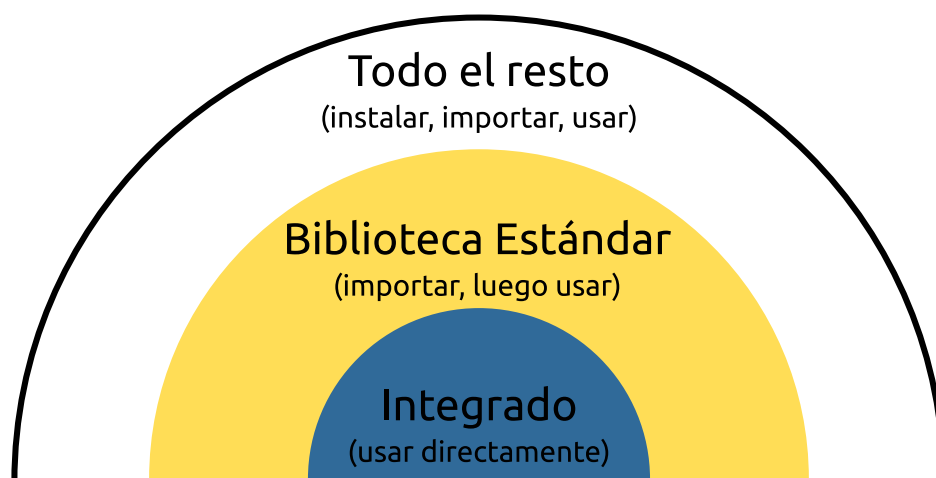 Todo el resto
(instalar, importar, usar)
Biblioteca Estándar
(importar, luego usar)
Integrado
(usar directamente)